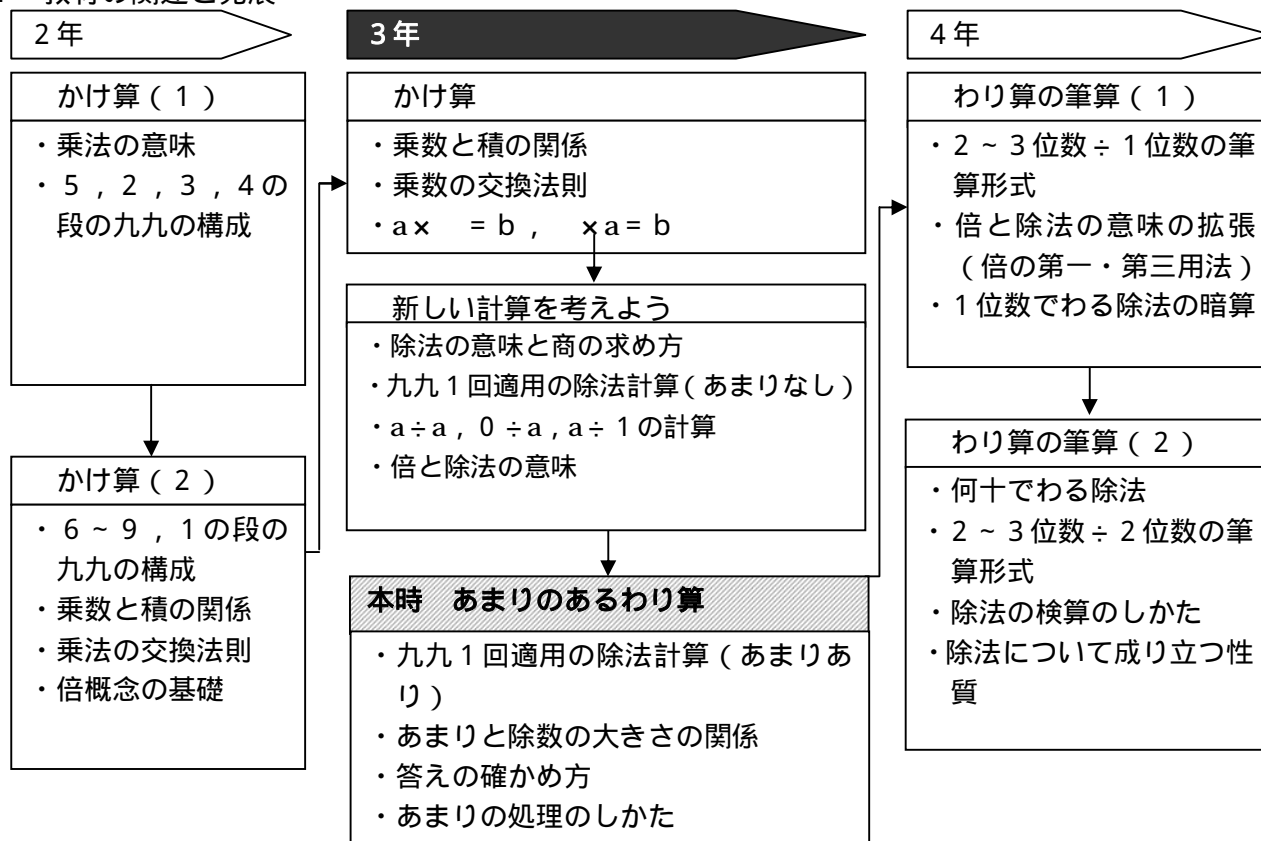 教材の関連と発展
2年
かけ算（1）
・乗法の意味
・5，2，3，4の
段の九九の構成
かけ算（2）
・6～9，1の段の
九九の構成
・乗数と積の関係
・乗法の交換法則
・倍概念の基礎
3年
かけ算
・乗数と積の関係
・乗数の交換法則
・a×　=b，　×a=b
新しい計算を考えよう
・除法の意味と商の求め方
・九九1回適用の除法計算（あまりなし）
・a÷a，0÷a，a÷1の計算
・倍と除法の意味
本時　あまりのあるわり算
・九九1回適用の除法計算（あまりあ
り）
・あまりと除数の大きさの関係
・答えの確かめ方
・あまりの処理のしかた
4年
わり算の筆算（1）
・2～3位数÷1位数の筆
算形式
・倍と除法の意味の拡張
（倍の第一・第三用法）
・1位数でわる除法の暗算
わり算の筆算（2）
・何十でわる除法
・2～3位数÷2位数の筆
算形式
・除法の検算のしかた
・除法について成り立つ性
質